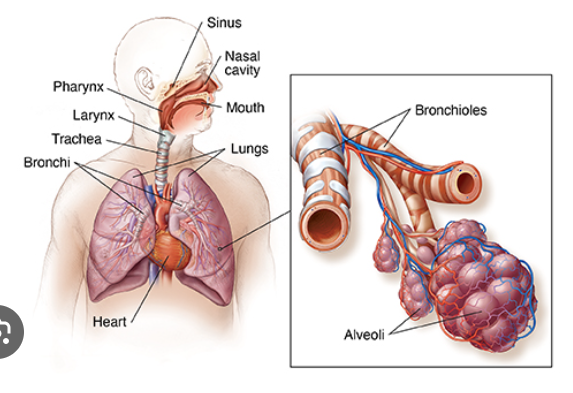 Sinus
Nasal
cavity
Pharynx
Mouth
Larynx
Trachea
Bronchi
Lungs
Heart
Bronchioles
Alveoli